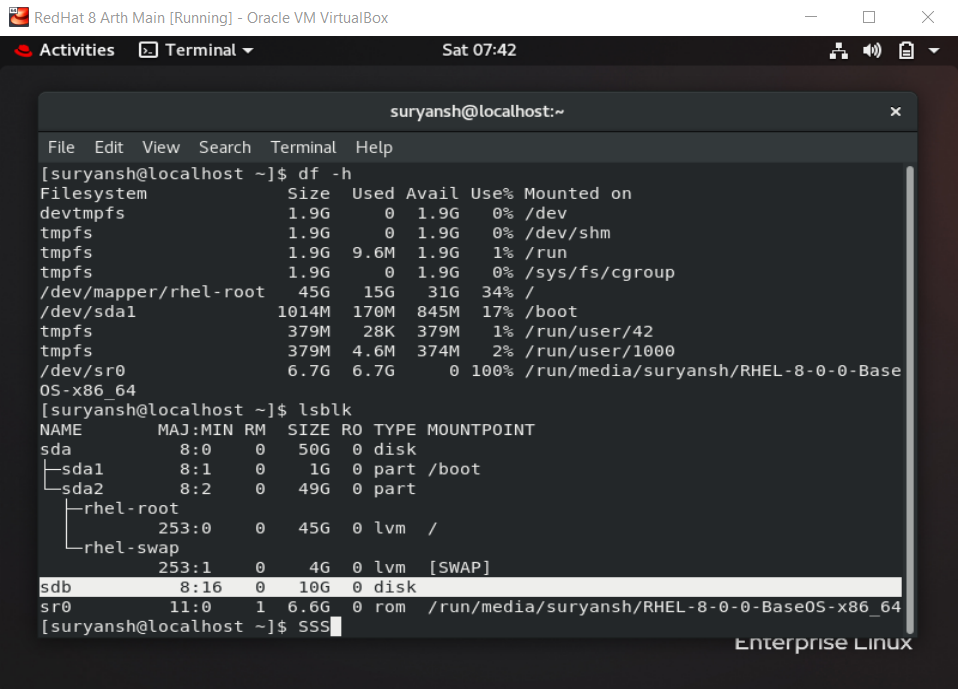 RedHat 8 Arth Main [Running] - Oracle VM VirtualBox
Activities Terminal Sat 07:42
suryansh@localhost:~
File Edit View Search Terminal Help
[suryansh@localhost ~]$ df -h
Filesystem Size Used Avail Use% Mounted on
devtmpfs 1.9G 0 1.9G 0% /dev
tmpfs 1.9G 0 1.9G 0% /dev/shm
tmpfs 1.9G 9.6M 1.9G 1% /run
tmpfs 1.9G 0 1.9G 0% /sys/fs/cgroup
/dev/mapper/rhel-root 45G 15G 31G 34% /
/dev/sda1 1014M 170M 845M 17% /boot
tmpfs 379M 28K 379M 1% /run/user/42
tmpfs 379M 4.6M 374M 2% /run/user/1000
/dev/sr0 6.7G 6.7G 0 100% /run/media/suryansh/RHEL-8-0-0-Base
OS-x86_64
[suryansh@localhost ~]$ lsblk
NAME MAJ:MIN RM SIZE RO TYPE MOUNTPOINT
sda 8:0 0 50G 0 disk
├─sda1 8:1 0 1G 0 part /boot
└─sda2 8:2 0 49G 0 part
├─rhel-root
253:0 0 45G 0 lvm /
└─rhel-swap
253:1 0 4G 0 lvm [SWAP]
sdb 8:16 0 10G 0 disk
sr0 11:0 1 6.6G 0 rom /run/media/suryansh/RHEL-8-0-0-BaseOS-x86_64
[suryansh@localhost ~]$ SSS
Enterprise Linux